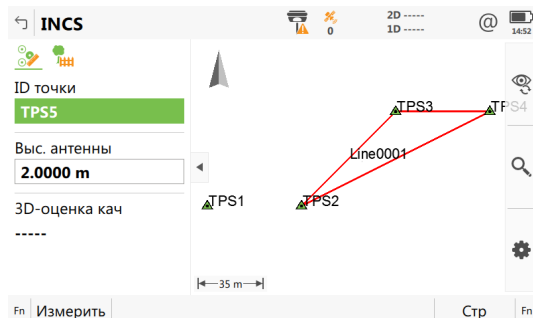 INCS
0
2D -----
1D -----
@
14:52
ID точки
TPS5
Выс. антенны
2.0000 m
3D-оценка кач
-----
TPS3
TPS4
Line0001
TPS1
TPS2
35 m
Fn Измерить
Стр Fn